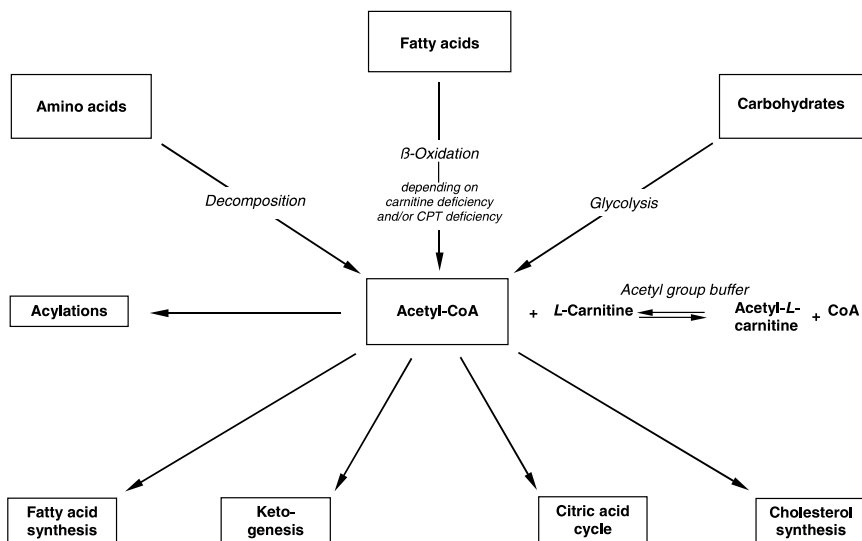 Fatty acids
Amino acids
Carbohydrates
ß-Oxidation
depending on
carnitine deficiency
and/or CPT deficiency
Decomposition
Glycolysis
Acylations
Acetyl-CoA
+ L-Carnitine
Acetyl group buffer
Acetyl-L-
carnitine
+ CoA
Fatty acid
synthesis
Keto-
genesis
Citric acid
cycle
Cholesterol
synthesis